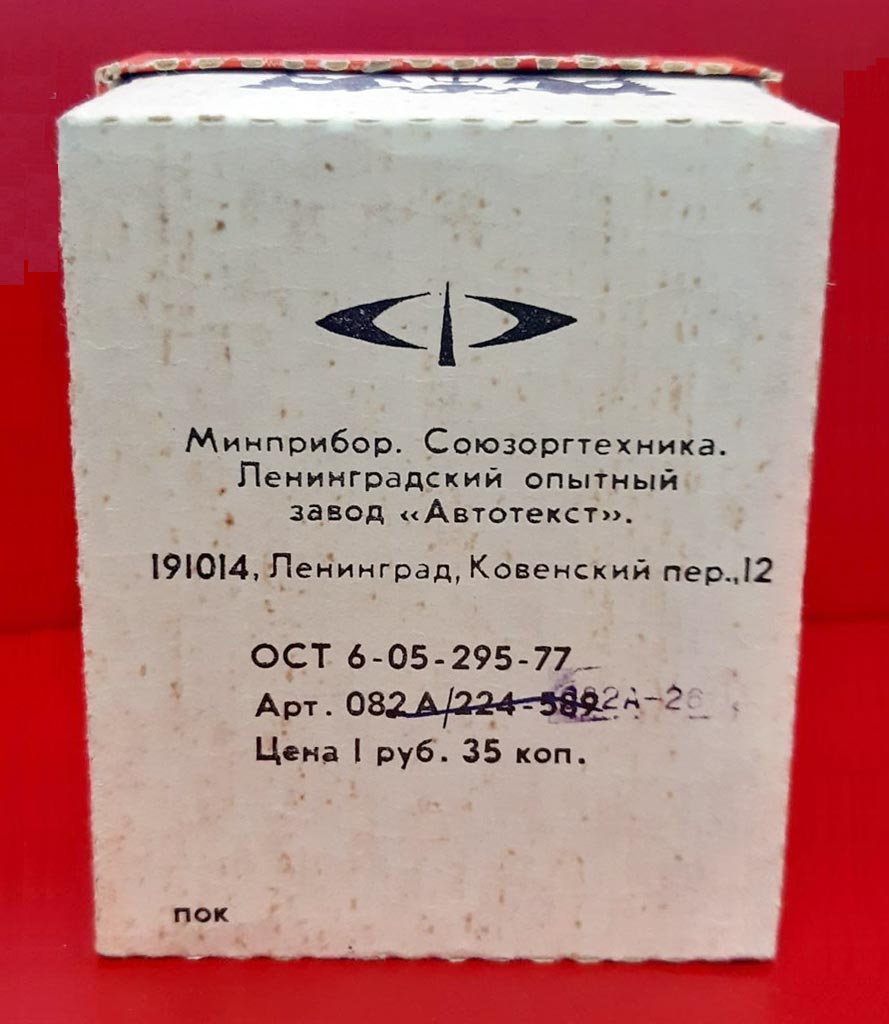 Минприбор. Союзоргтехника.
Ленинградский опытный
завод «Автотекст».
191014, Ленинград, Ковенский пер.,12
ОСТ 6-05-295-77
Арт. 082А/224-589
Цена 1 руб. 35 коп.
пок